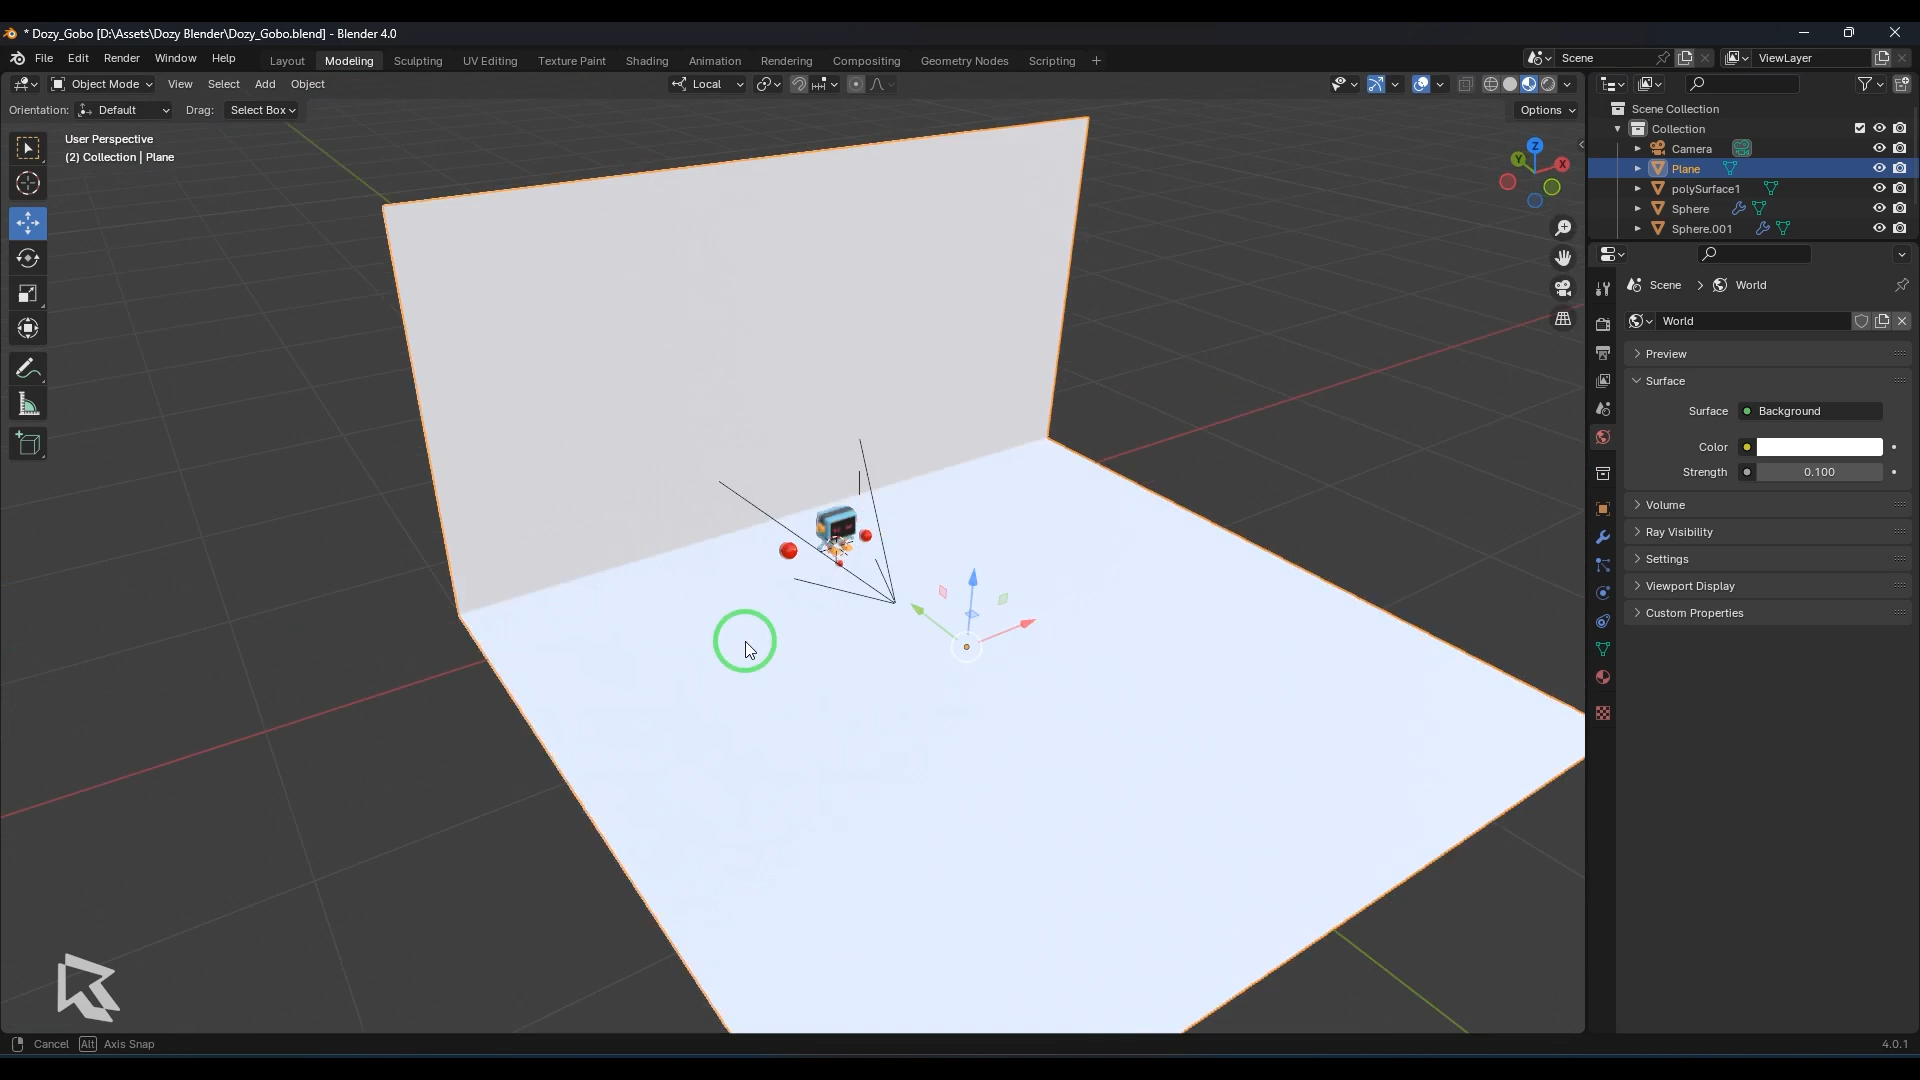 * Dozy_Gobo [D:\Assets\Dozy Blender\Dozy_Gobo.blend] - Blender 4.0
File Edit Render Window Help Layout Modeling Sculpting UV Editing Texture Paint Shading Animation Rendering Compositing Geometry Nodes Scripting + Scene ViewLayer
Object Mode View Select Add Object Local
Orientation: Default Drag: Select Box Options
User Perspective
(2) Collection | Plane
Z
Y
X
Scene Collection
Collection
Camera
Plane
polySurface1
Sphere
Sphere.001
Scene > World
World
Preview
Surface
Surface Background
Color
Strength 0.100
Volume
Ray Visibility
Settings
Viewport Display
Custom Properties
Cancel Alt Axis Snap 4.0.1